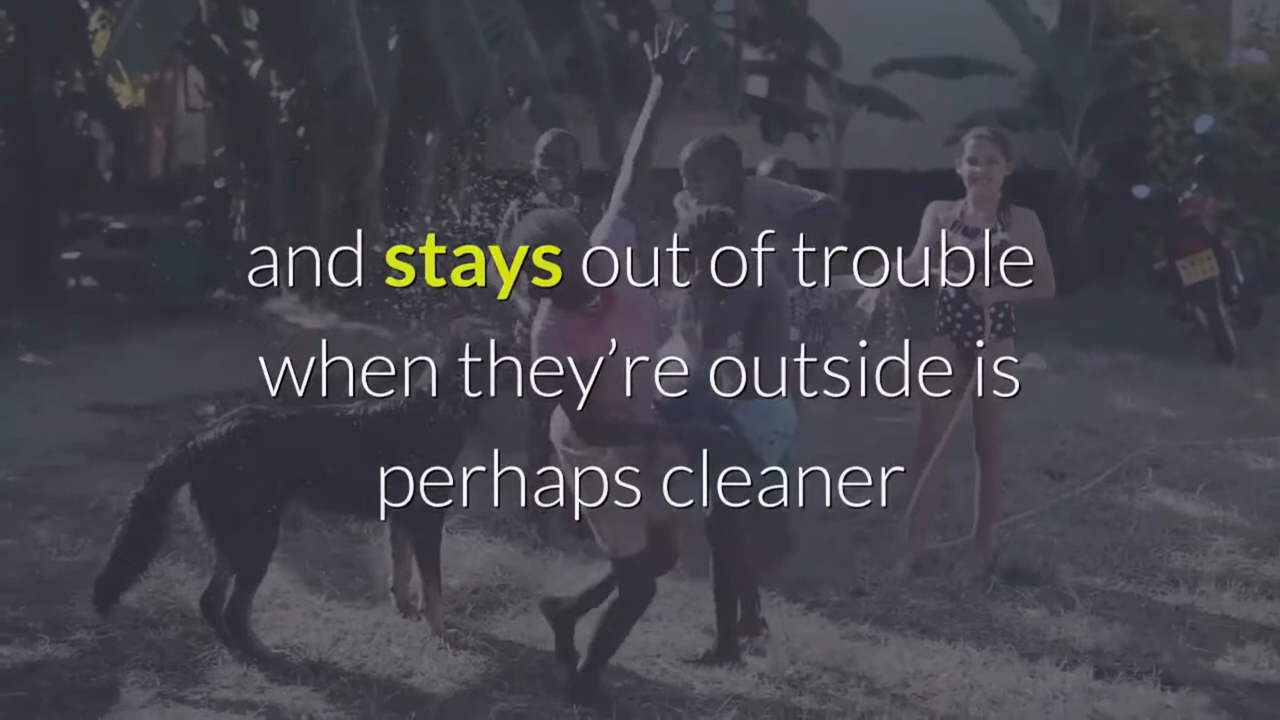 and stays out of trouble
when they’re outside is
perhaps cleaner